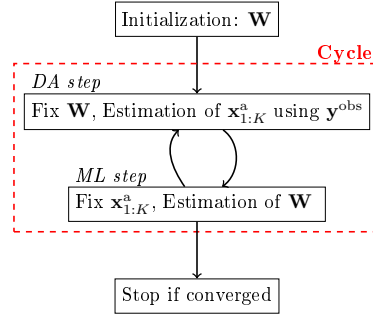 Initialization: W
Cycle
DA step
Fix W, Estimation of x^a_{1:K} using y^obs
ML step
Fix x^a_{1:K}, Estimation of W
Stop if converged